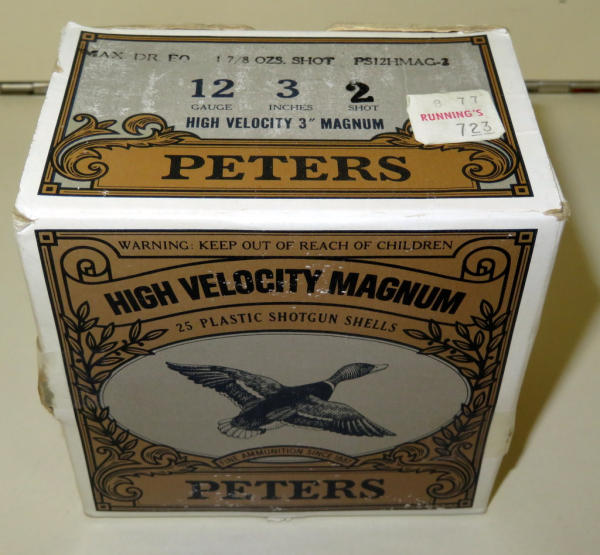 MAX DR EQ 1 7/8 OZS. SHOT PS12HMAG-2
12 3 2
GAUGE INCHES SHOT
HIGH VELOCITY 3" MAGNUM
8 77
RUNNING'S
723
PETERS
WARNING: KEEP OUT OF REACH OF CHILDREN
HIGH VELOCITY MAGNUM
25 PLASTIC SHOTGUN SHELLS
FINE AMMUNITION SINCE
PETERS